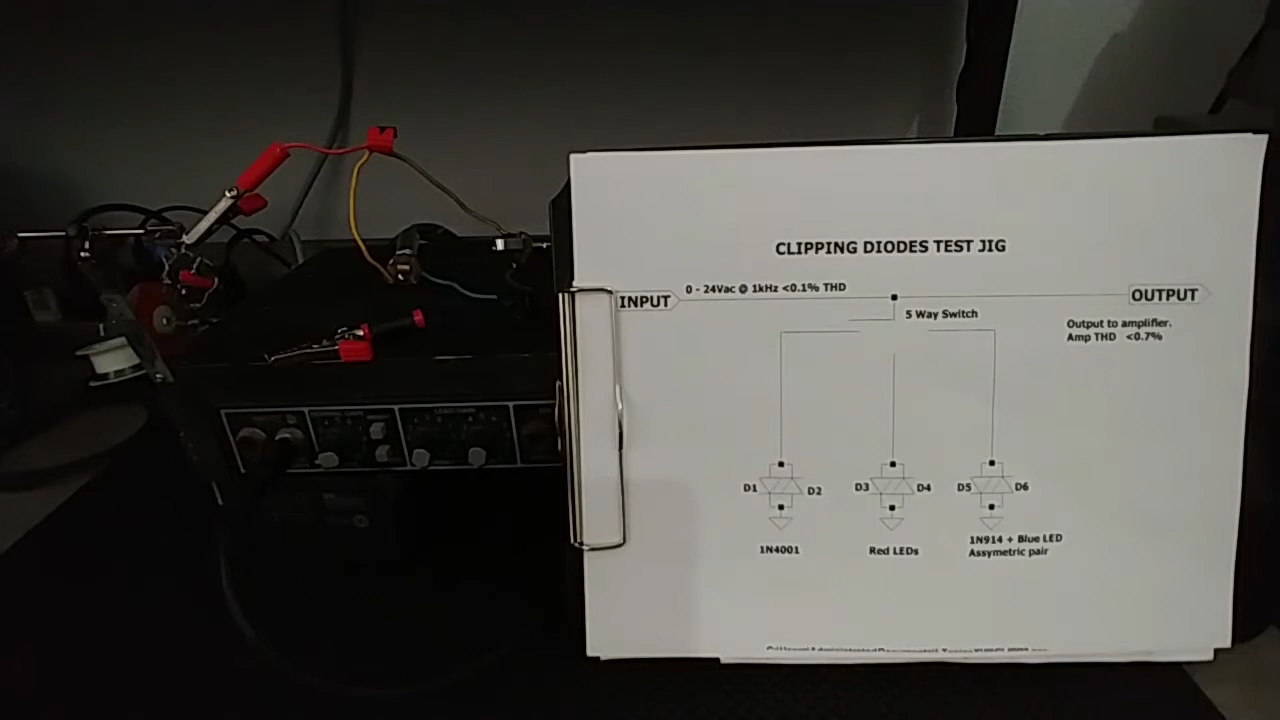 CLIPPING DIODES TEST JIG
0 - 24Vac @ 1kHz <0.1% THD
INPUT
OUTPUT
5 Way Switch
Output to amplifier.
Amp THD <0.7%
D1
D2
D3
D4
D5
D6
1N4001
Red LEDs
1N914 + Blue LED
Assymetric pair